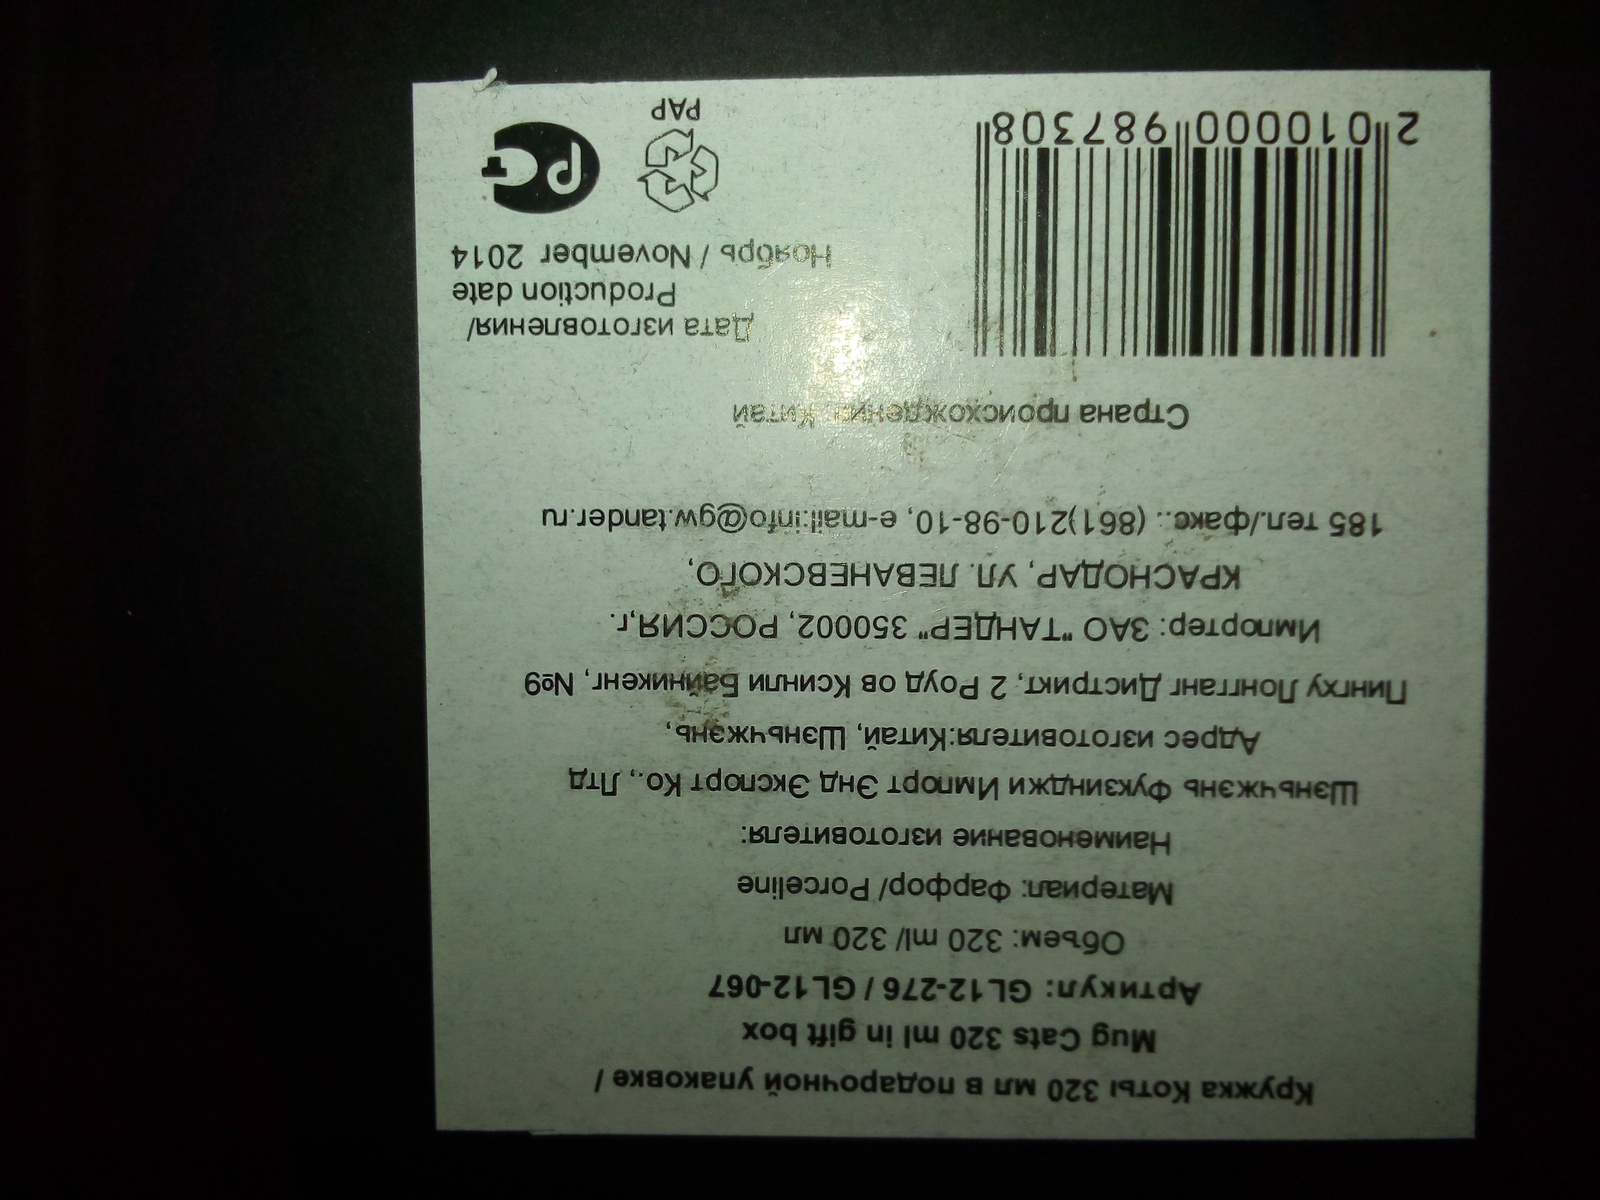 Кружка Коты 320 мл в подарочной упаковке /
Mug Cats 320 ml in gift box
Артикул: GL12-276 / GL12-067
Объем: 320 ml/ 320 мл
Материал: Фарфор/ Porceline
Наименование изготовителя:
Шэньчжэнь Фукзинджи Импорт Энд Экспорт Ко., Лтд
Адрес изготовителя:Китай, Шэньчжэнь,
Пингху Лонгганг Дистрикт, 2 Роуд ов Ксинли Байникенг, №9
Импортер: ЗАО "ТАНДЕР" 350002, РОССИЯ,г.
КРАСНОДАР, УЛ. ЛЕВАНЕВСКОГО,
185 тел./факс.: (861)210-98-10, e-mail:info@gw.tander.ru
Страна происхождения: Китай
Дата изготовления/
Production date
Ноябрь / November 2014
2 010000 987308
PAP
РСТ